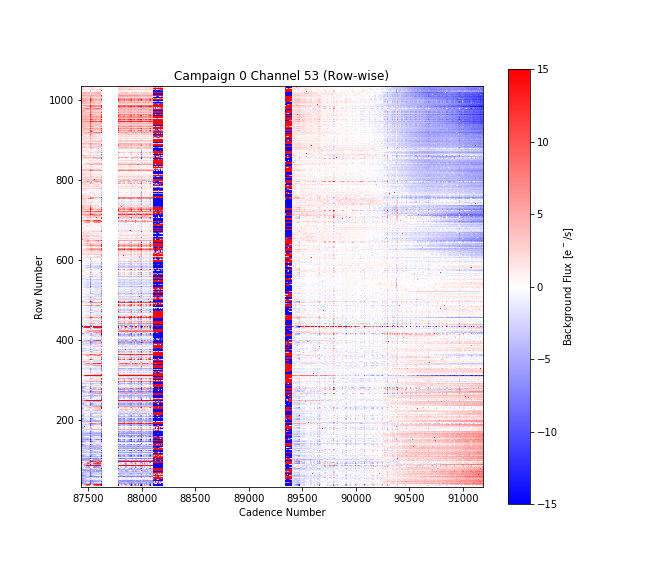 Campaign 0 Channel 53 (Row-wise)
1000
800
600
400
200
Row Number
87500 88000 88500 89000 89500 90000 90500 91000
Cadence Number
15
10
5
0
−5
−10
−15
Background Flux [e⁻/s]